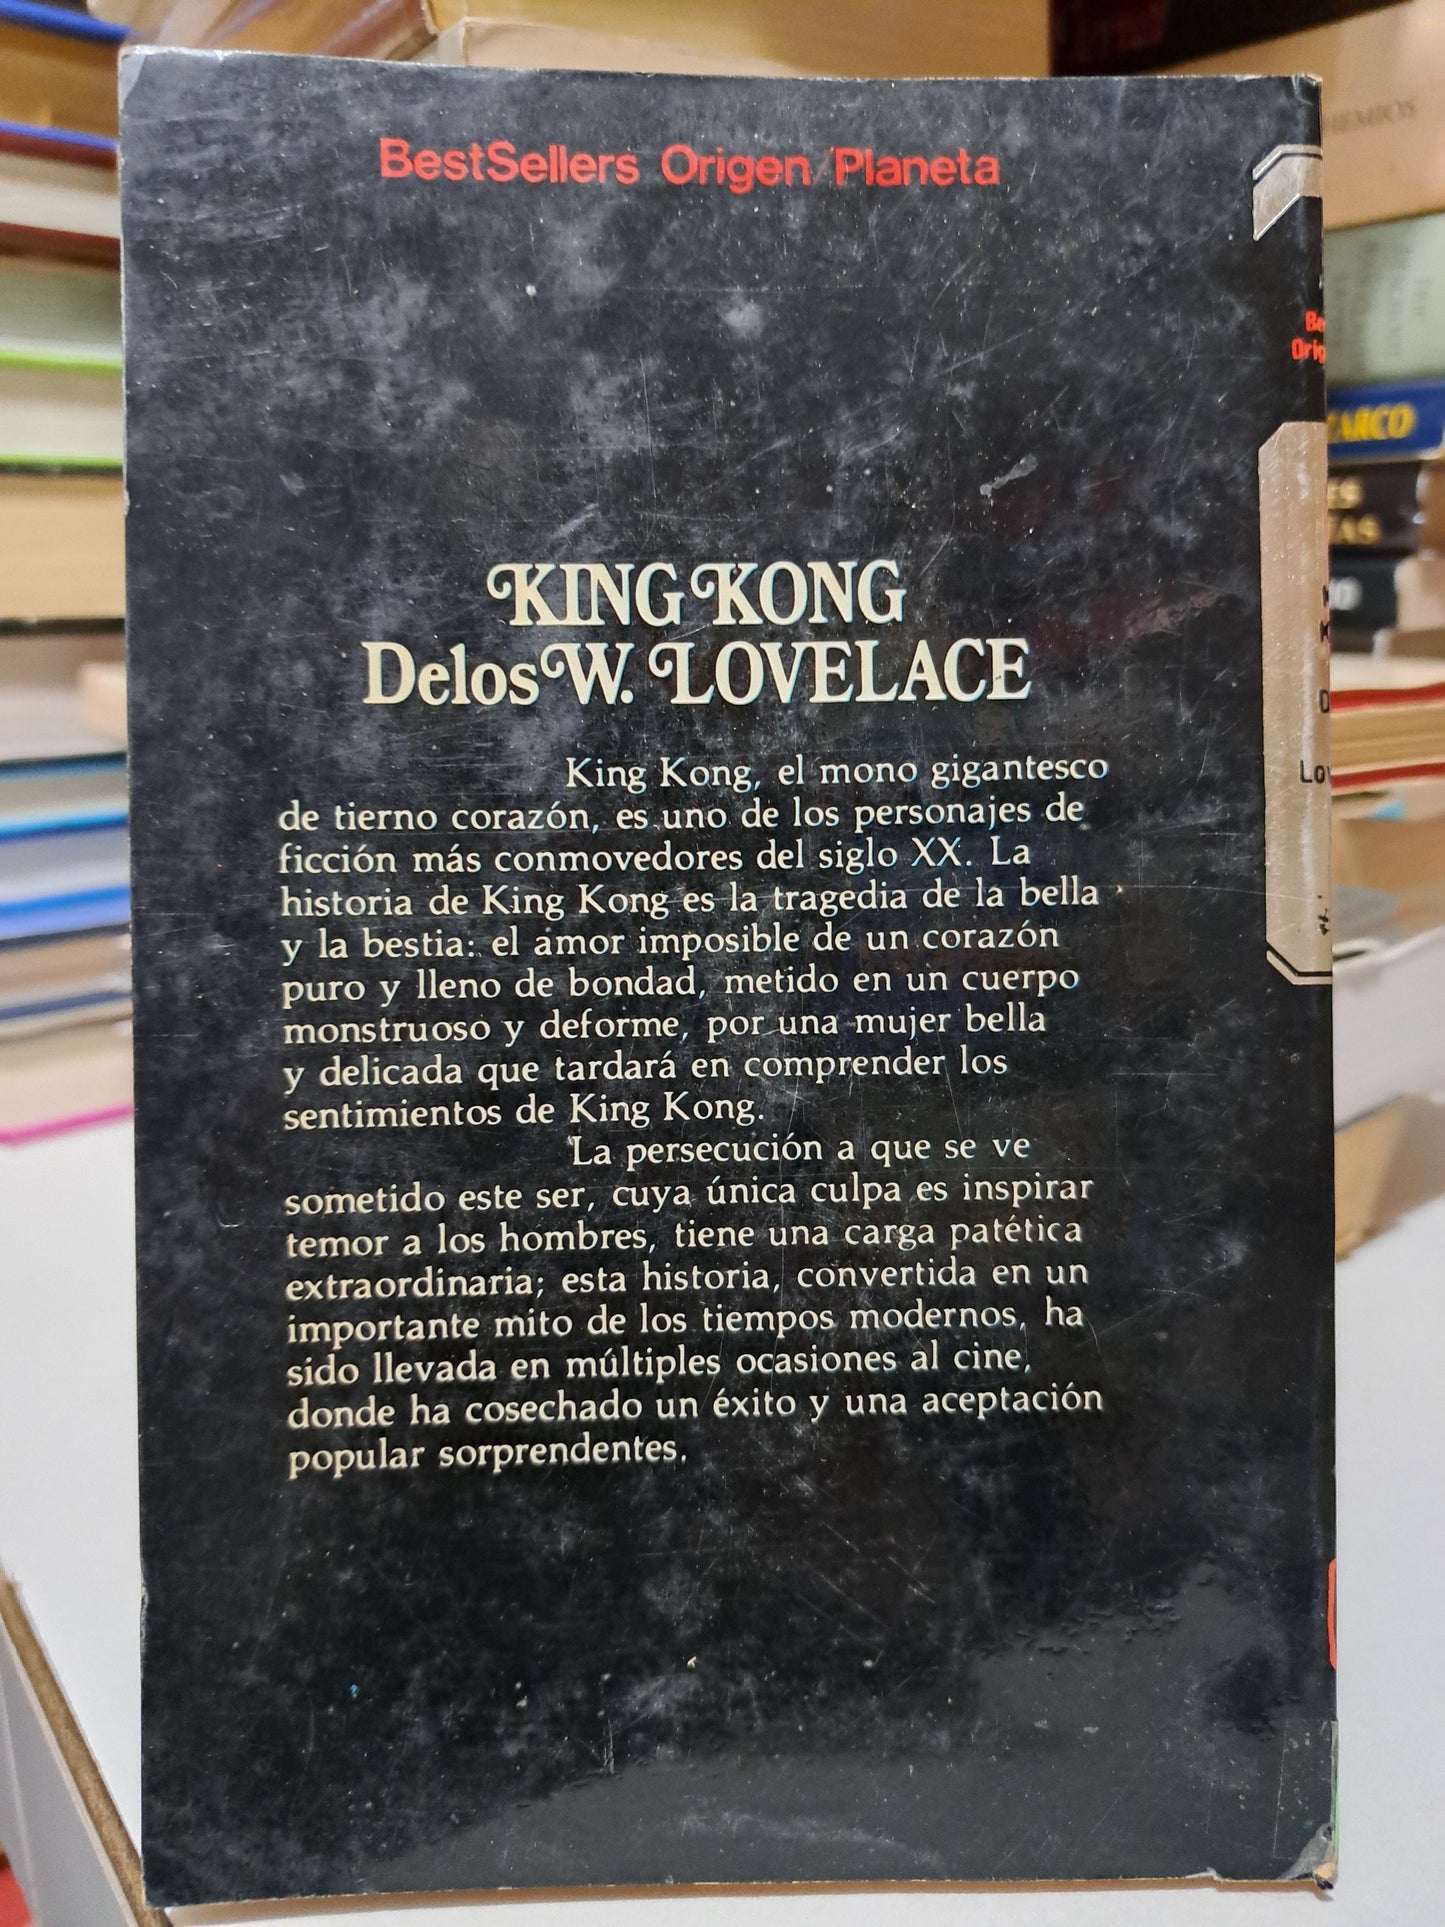 BestSellers Origen/Planeta
KING KONG
Delos W. LOVELACE
King Kong, el mono gigantesco
de tierno corazón, es uno de los personajes de
ficción más conmovedores del siglo XX. La
historia de King Kong es la tragedia de la bella
y la bestia: el amor imposible de un corazón
puro y lleno de bondad, metido en un cuerpo
monstruoso y deforme, por una mujer bella
y delicada que tardará en comprender los
sentimientos de King Kong.
La persecución a que se ve
sometido este ser, cuya única culpa es inspirar
temor a los hombres, tiene una carga patética
extraordinaria; esta historia, convertida en un
importante mito de los tiempos modernos, ha
sido llevada en múltiples ocasiones al cine,
donde ha cosechado un éxito y una aceptación
popular sorprendentes.